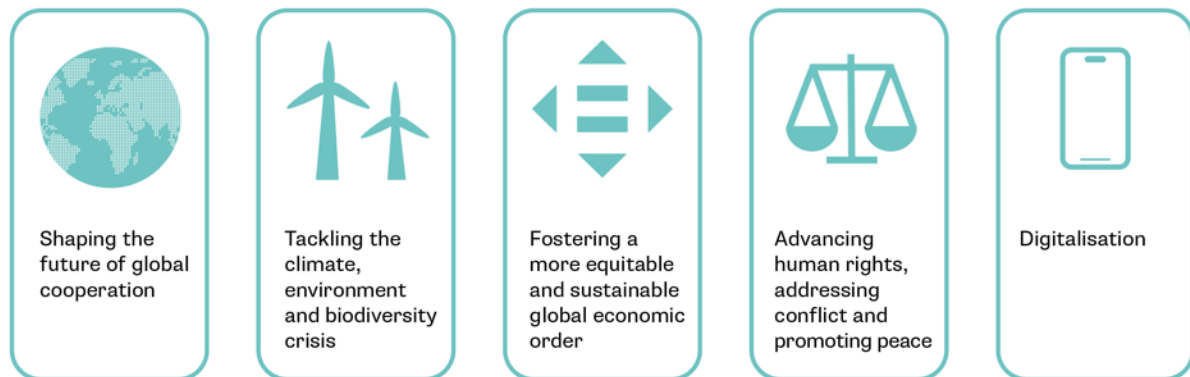 Shaping the
future of global
cooperation
Tackling the
climate,
environment
and biodiversity
crisis
Fostering a
more equitable
and sustainable
global economic
order
Advancing
human rights,
addressing
conflict and
promoting peace
Digitalisation